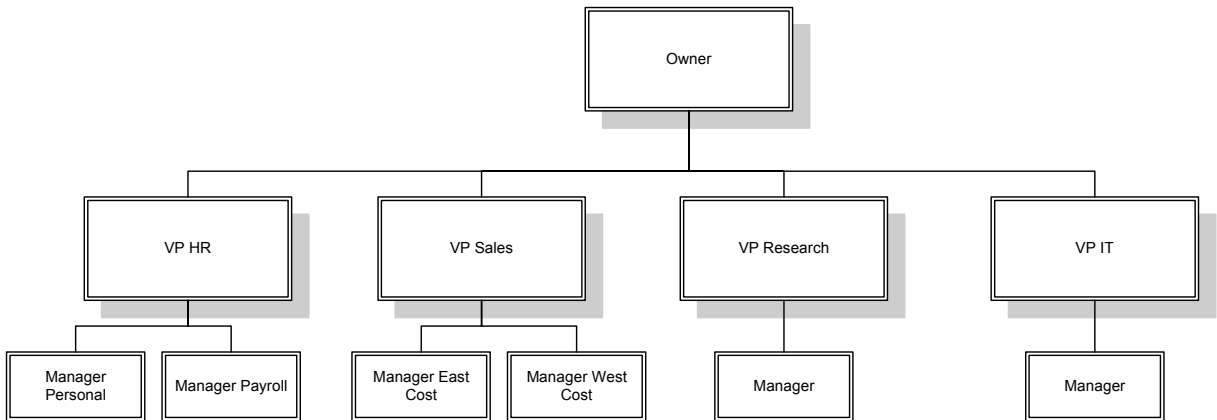 Owner
VP HR
VP Sales
VP Research
VP IT
Manager
Personal
Manager Payroll
Manager East
Cost
Manager West
Cost
Manager
Manager